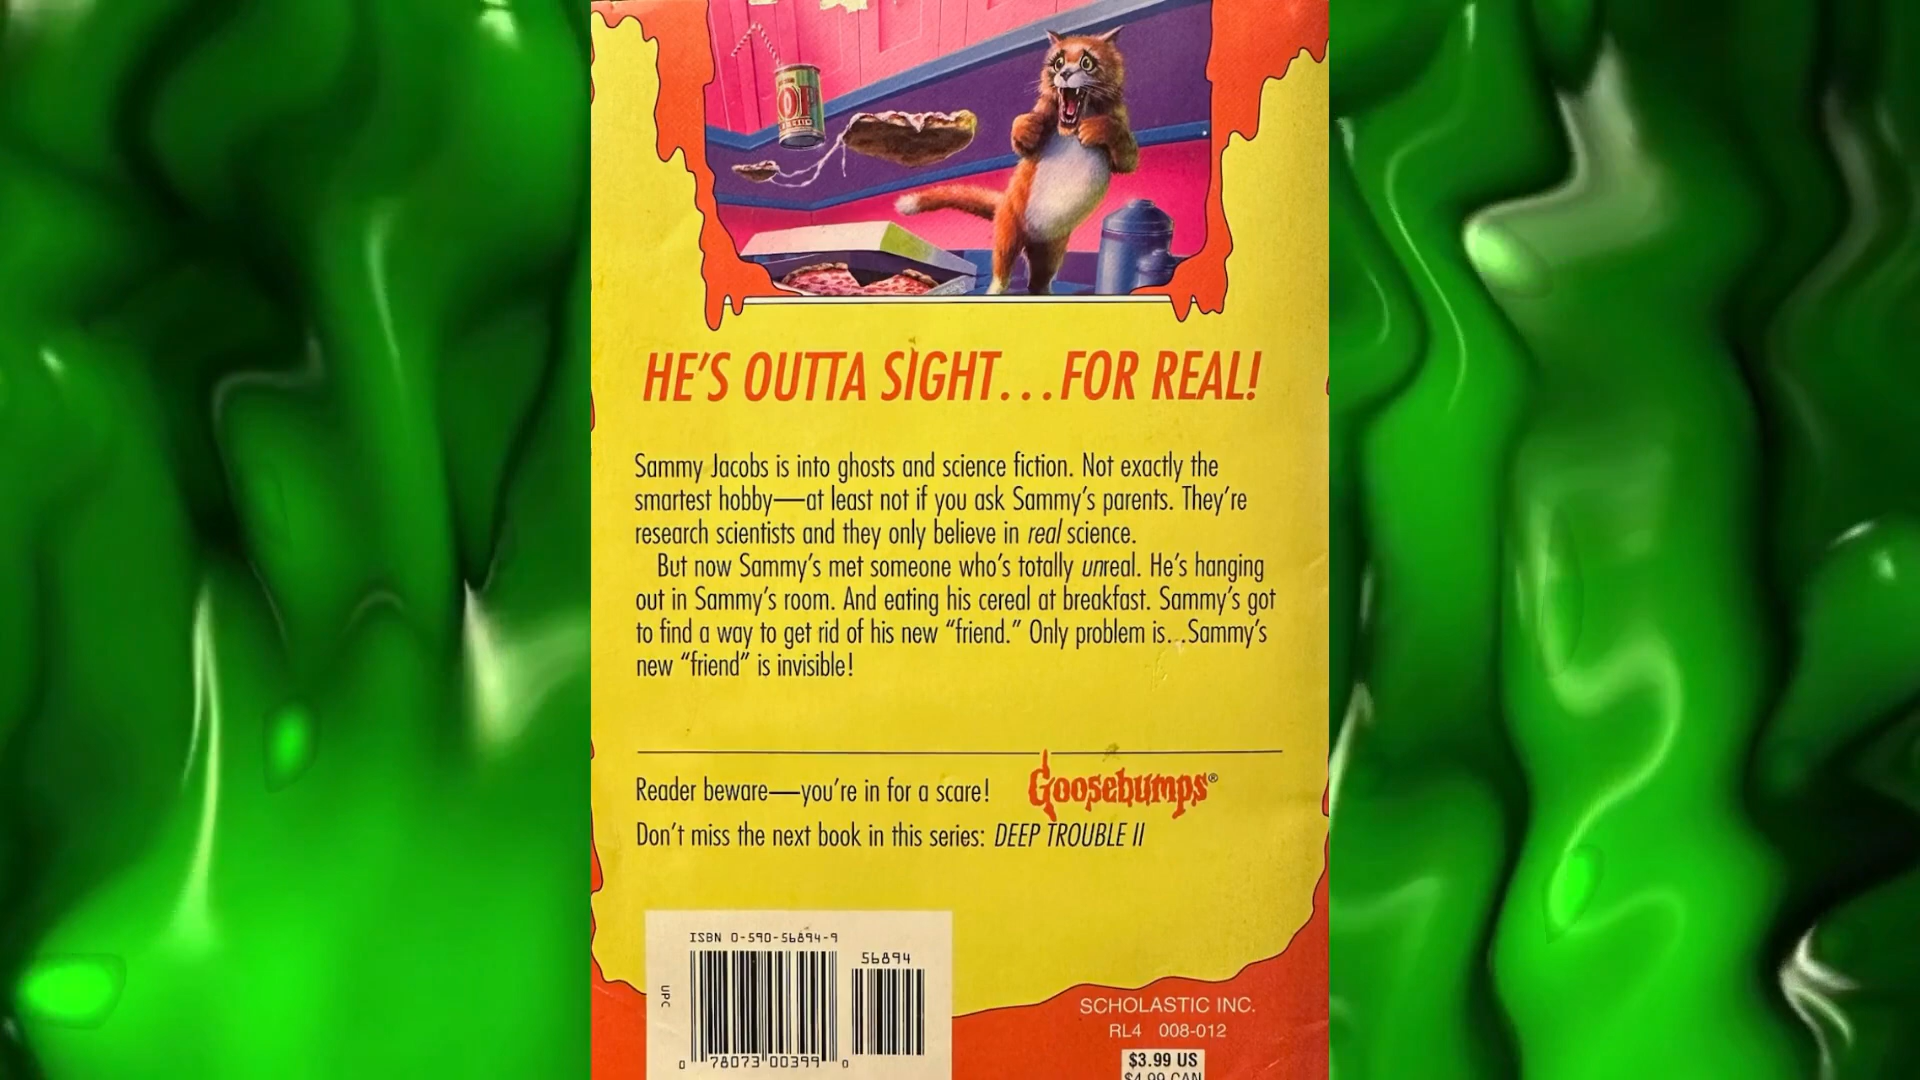 HE'S OUTTA SIGHT...FOR REAL!
Sammy Jacobs is into ghosts and science fiction. Not exactly the
smartest hobby—at least not if you ask Sammy's parents. They're
research scientists and they only believe in real science.
But now Sammy's met someone who's totally unreal. He's hanging
out in Sammy's room. And eating his cereal at breakfast. Sammy's got
to find a way to get rid of his new "friend." Only problem is...Sammy's
new "friend" is invisible!
Reader beware—you're in for a scare! Goosebumps®
Don't miss the next book in this series: DEEP TROUBLE II
ISBN 0-590-56894-9
56894
UPC
0 78073 00399 0
SCHOLASTIC INC.
RL4 008-012
$3.99 US
$4.99 CAN